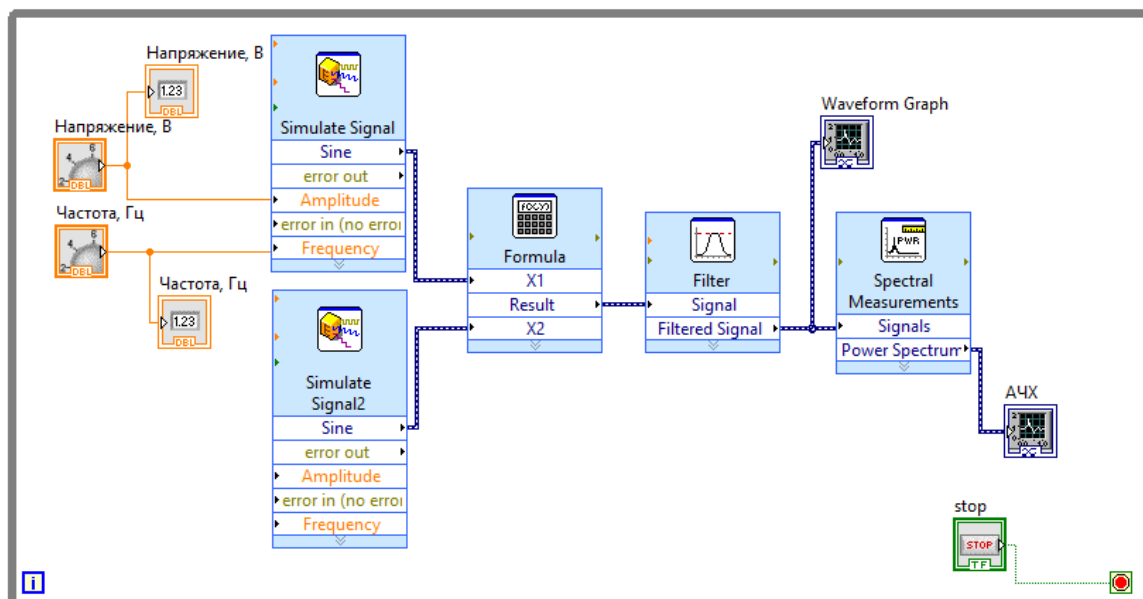 Напряжение, В
1.23
DBL
Напряжение, В
2
4
6
DBL
Частота, Гц
2
4
6
DBL
Частота, Гц
1.23
DBL
Simulate Signal
Sine
error out
Amplitude
error in (no erro
Frequency
Simulate
Signal2
Sine
error out
Amplitude
error in (no erro
Frequency
f(x,y)
Formula
X1
Result
X2
Filter
Signal
Filtered Signal
Waveform Graph
PWR
Spectral
Measurements
Signals
Power Spectrum
АЧХ
stop
STOP
TF
i